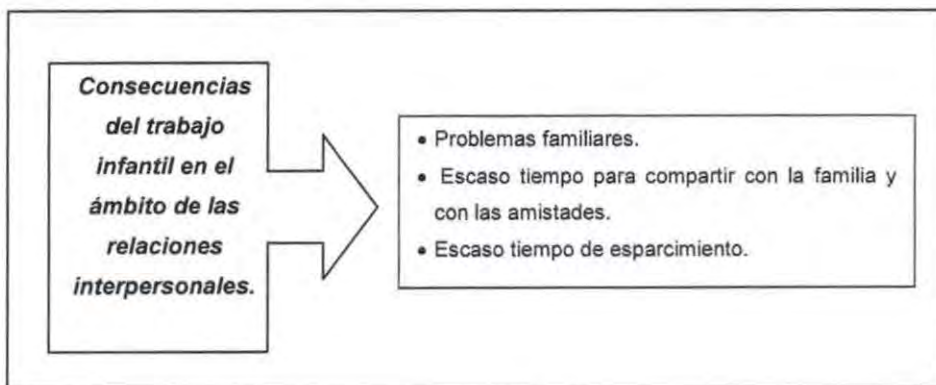 Consecuencias
del trabajo
infantil en el
ámbito de las
relaciones
interpersonales.
• Problemas familiares.
• Escaso tiempo para compartir con la familia y
con las amistades.
• Escaso tiempo de esparcimiento.